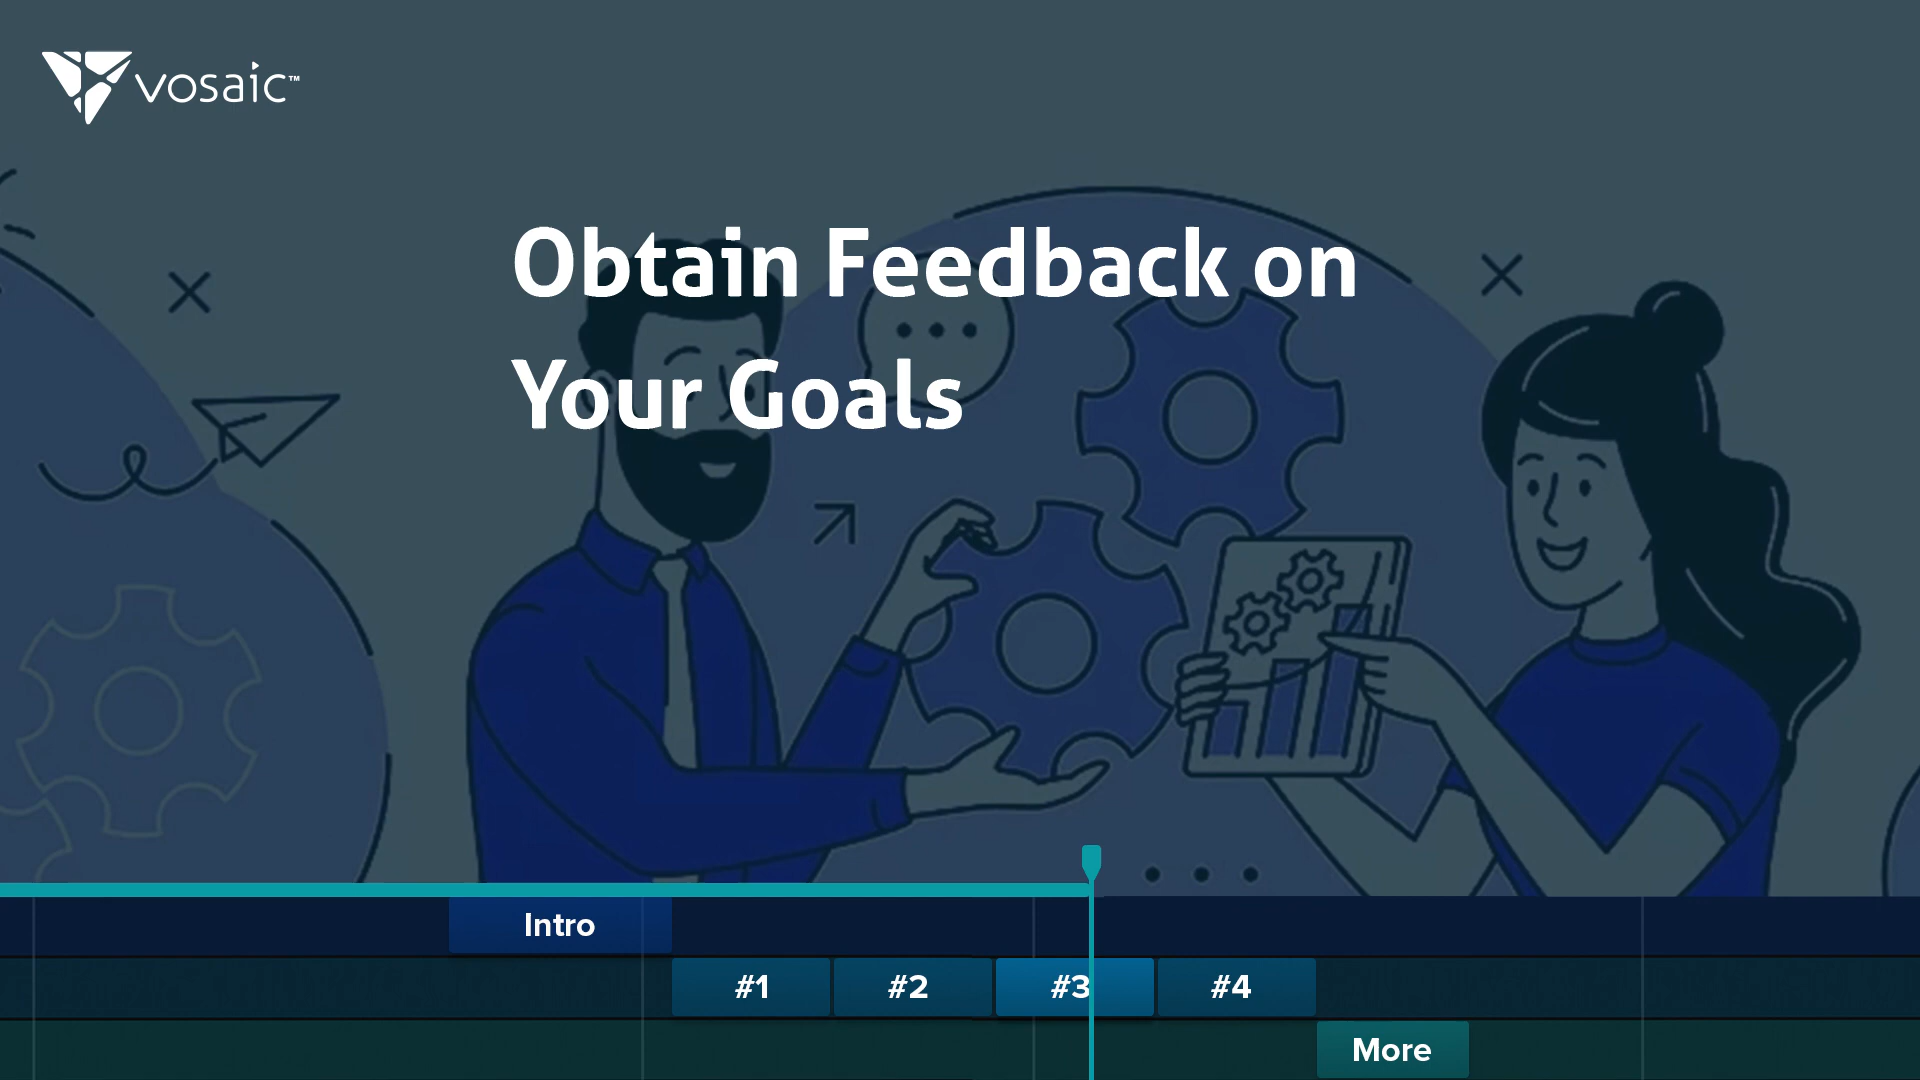 vosaic™
Obtain Feedback on
Your Goals
Intro
#1 #2 #3 #4
More